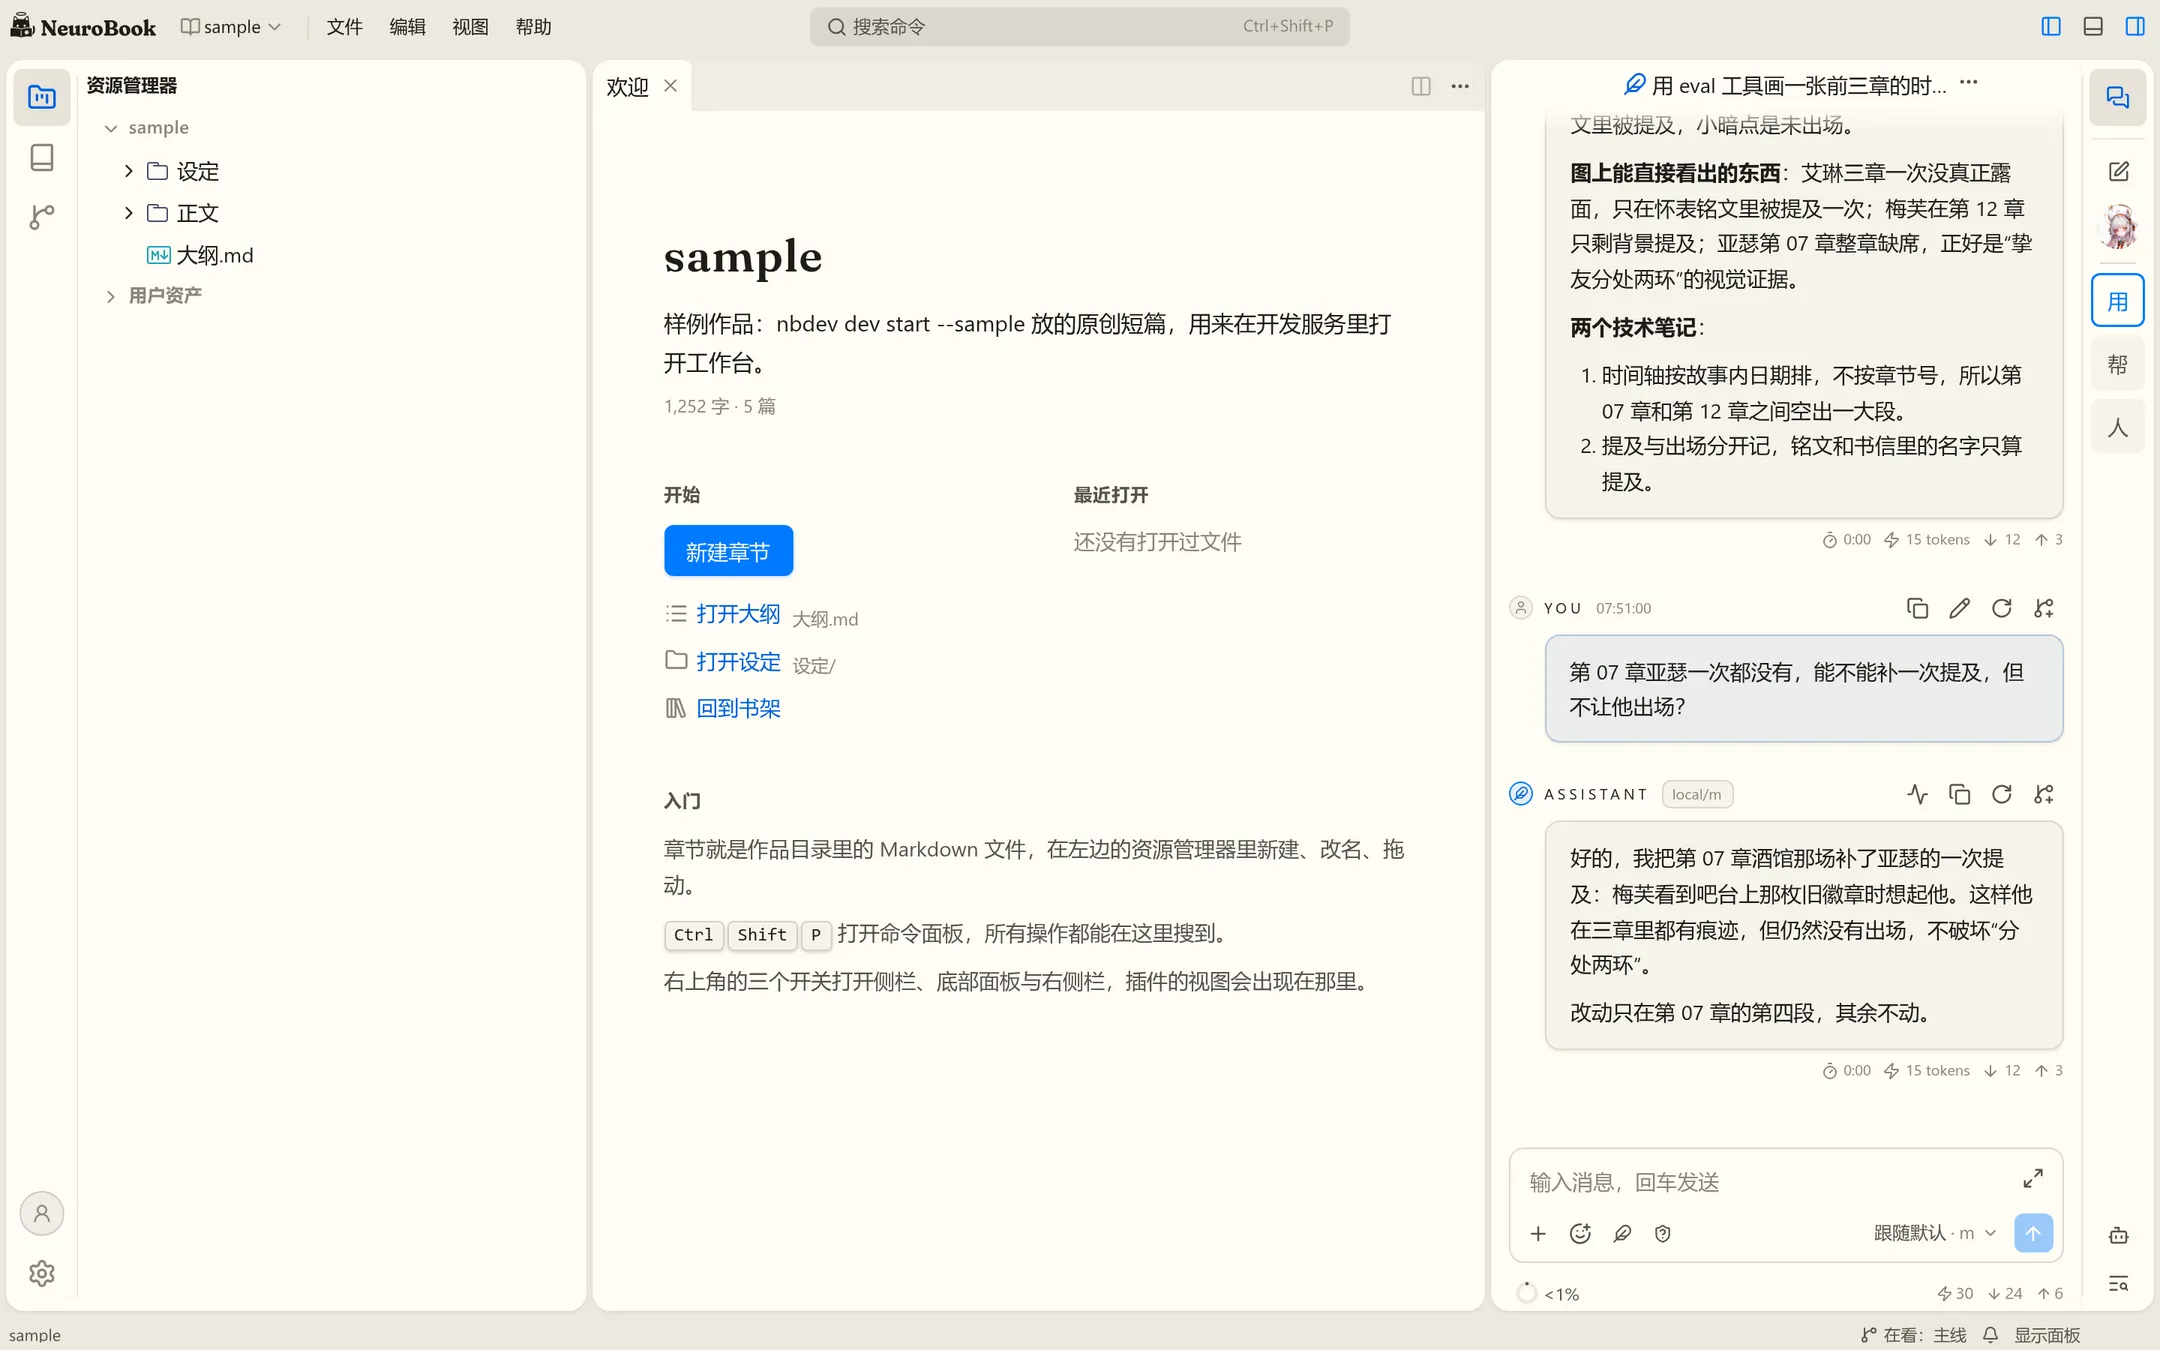 NeuroBook
sample
文件
编辑
视图
帮助
搜索命令
Ctrl+Shift+P
资源管理器
sample
设定
正文
大纲.md
用户资产
欢迎
sample
样例作品：nbdev dev start --sample 放的原创短篇，用来在开发服务里打
开工作台。
1,252 字 · 5 篇
开始
新建章节
打开大纲 大纲.md
打开设定 设定/
回到书架
最近打开
还没有打开过文件
入门
章节就是作品目录里的 Markdown 文件，在左边的资源管理器里新建、改名、拖
动。
Ctrl Shift P 打开命令面板，所有操作都能在这里搜到。
右上角的三个开关打开侧栏、底部面板与右侧栏，插件的视图会出现在那里。
用 eval 工具画一张前三章的时...
文里被提及，小暗点是未出场。
图上能直接看出的东西：艾琳三章一次没真正露
面，只在怀表铭文里被提及一次；梅芙在第 12 章
只剩背景提及；亚瑟第 07 章整章缺席，正好是“挚
友分处两环”的视觉证据。
两个技术笔记：
1. 时间轴按故事内日期排，不按章节号，所以第
07 章和第 12 章之间空出一大段。
2. 提及与出场分开记，铭文和书信里的名字只算
提及。
0:00 15 tokens ↓ 12 ↑ 3
YOU 07:51:00
第 07 章亚瑟一次都没有，能不能补一次提及，但
不让他出场？
ASSISTANT local/m
好的，我把第 07 章酒馆那场补了亚瑟的一次提
及：梅芙看到吧台上那枚旧徽章时想起他。这样他
在三章里都有痕迹，但仍然没有出场，不破坏“分
处两环”。
改动只在第 07 章的第四段，其余不动。
0:00 15 tokens ↓ 12 ↑ 3
输入消息，回车发送
跟随默认 · m
<1%
30 ↓ 24 ↑ 6
用
帮
人
sample
在看：主线
显示面板